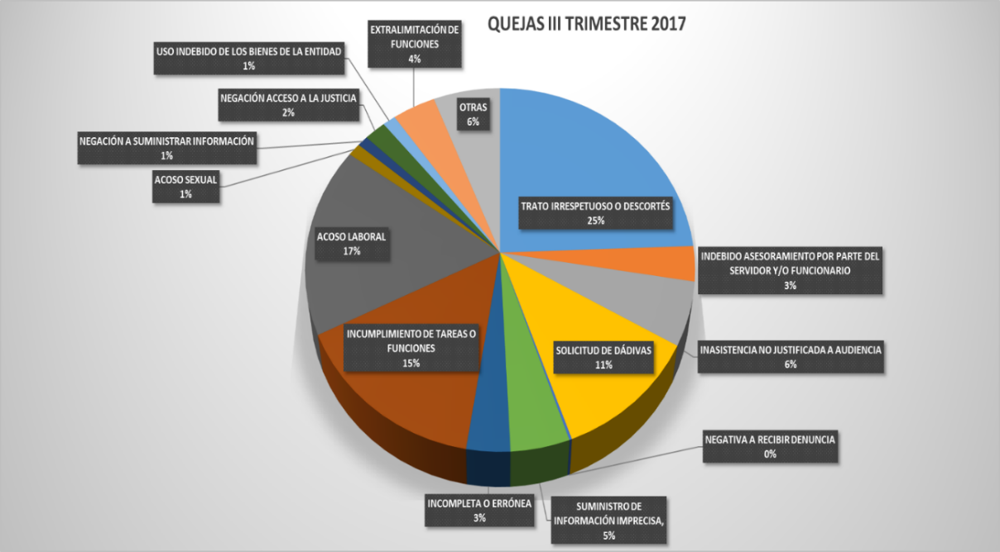 QUEJAS III TRIMESTRE 2017
EXTRALIMITACIÓN DE
FUNCIONES
4%
USO INDEBIDO DE LOS BIENES DE LA ENTIDAD
1%
NEGACIÓN ACCESO A LA JUSTICIA
2%
NEGACIÓN A SUMINISTRAR INFORMACIÓN
1%
ACOSO SEXUAL
1%
OTRAS
6%
TRATO IRRESPETUOSO O DESCORTÉS
25%
ACOSO LABORAL
17%
INDEBIDO ASESORAMIENTO POR PARTE DEL
SERVIDOR Y/O FUNCIONARIO
3%
INCUMPLIMIENTO DE TAREAS O
FUNCIONES
15%
SOLICITUD DE DÁDIVAS
11%
INASISTENCIA NO JUSTIFICADA A AUDIENCIA
6%
NEGATIVA A RECIBIR DENUNCIA
0%
INCOMPLETA O ERRÓNEA
3%
SUMINISTRO DE
INFORMACIÓN IMPRECISA,
5%